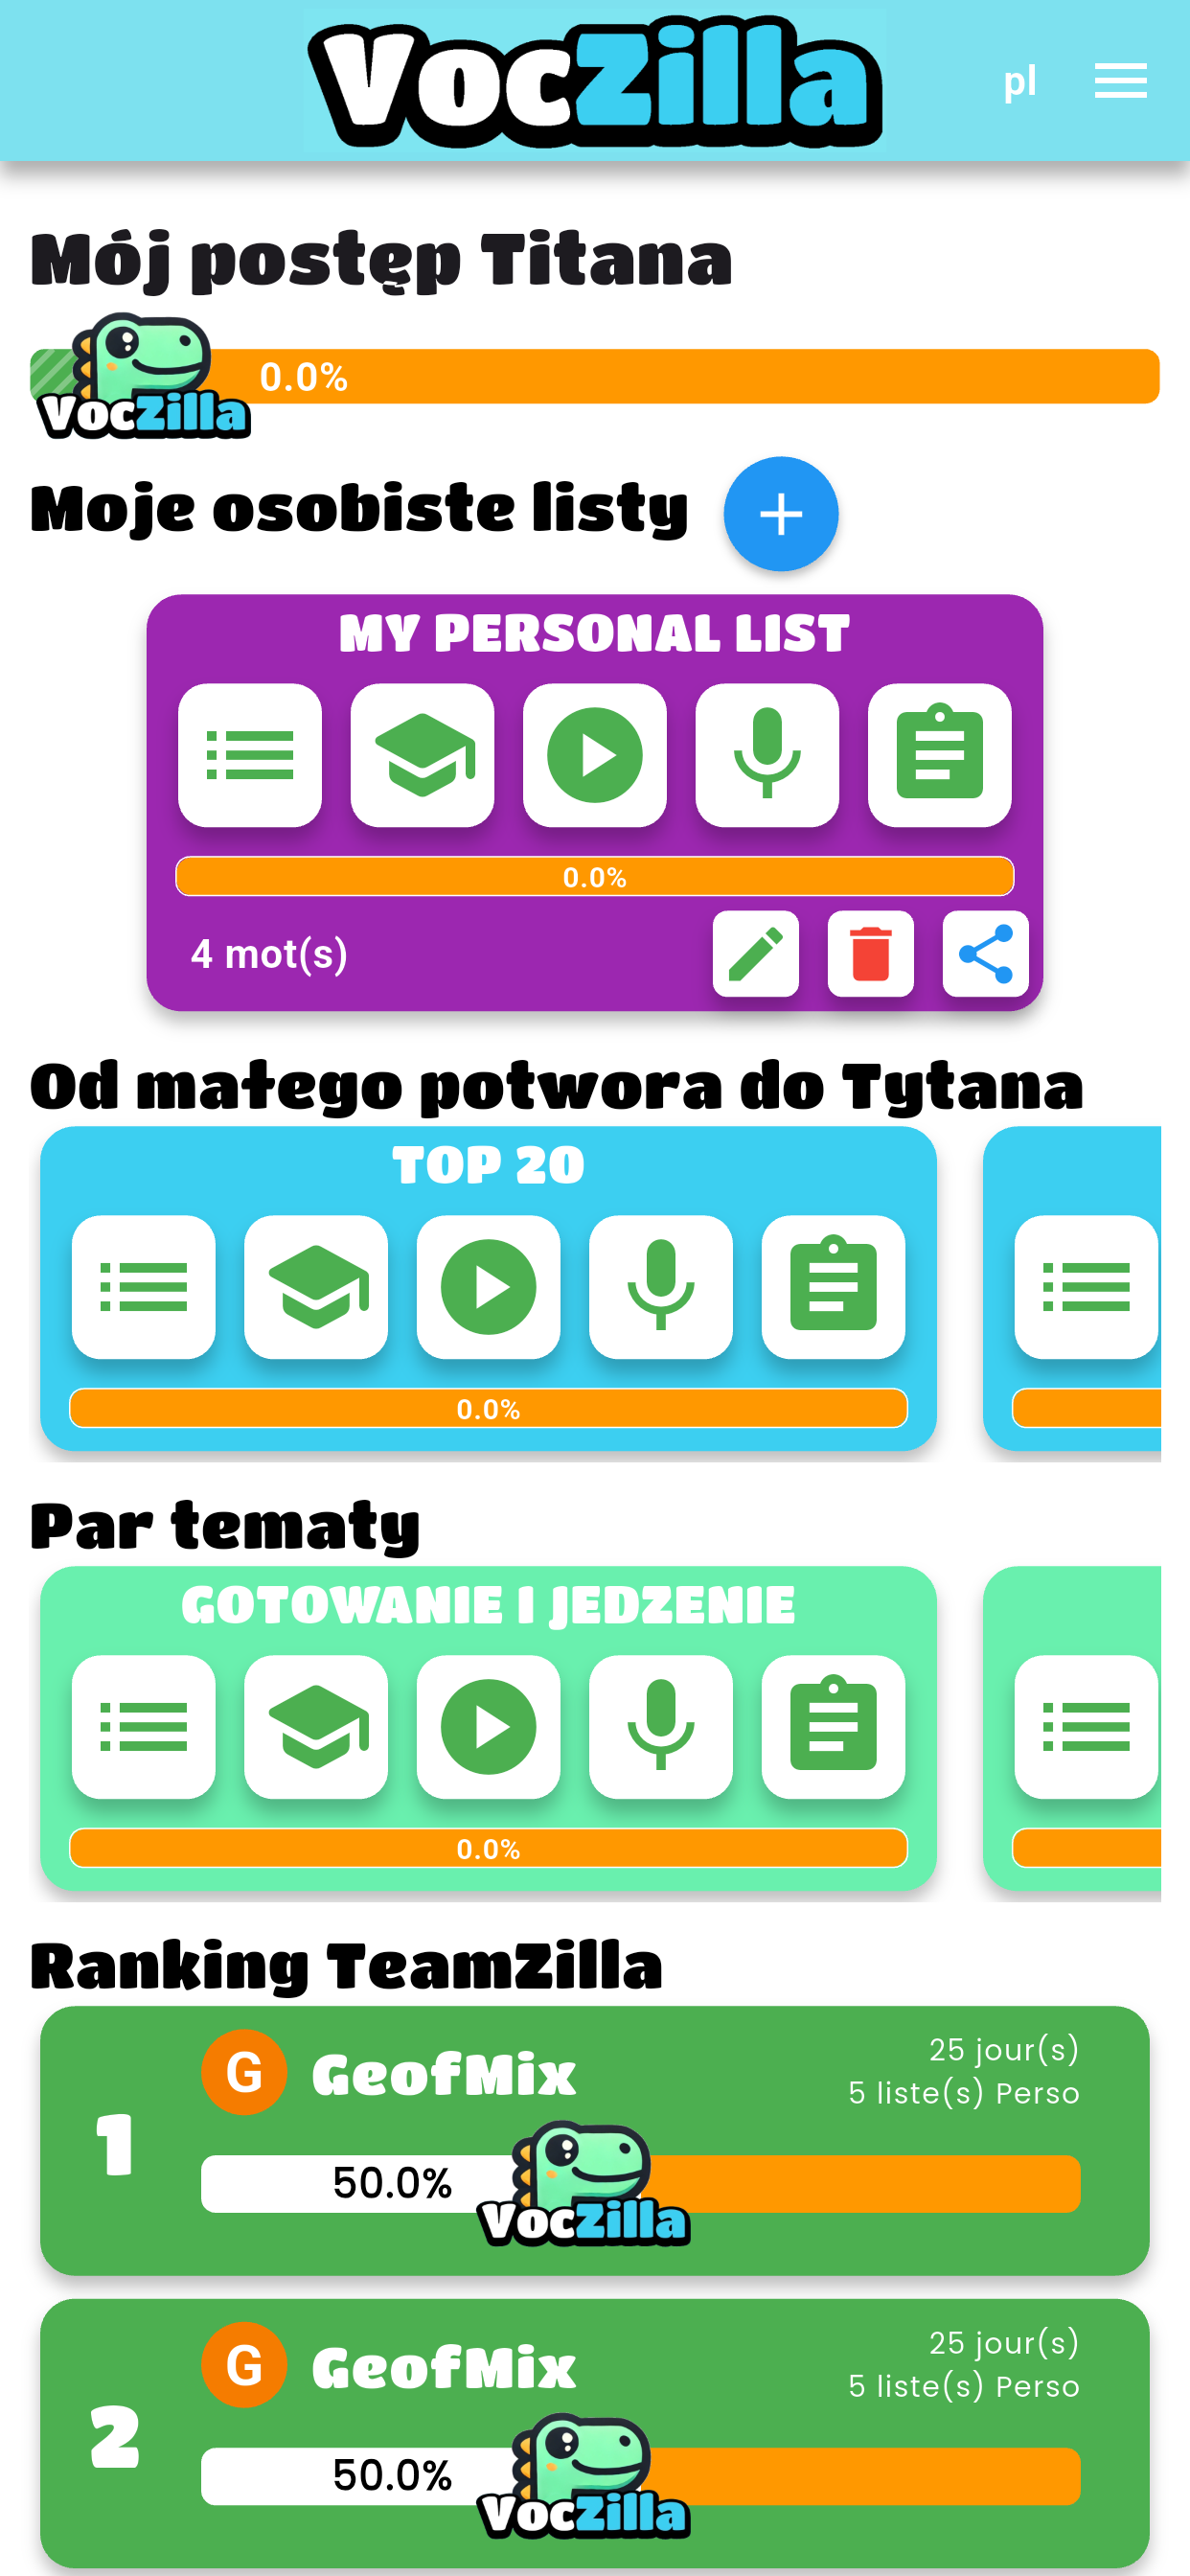 VocZilla
pl
Mój postęp Titana
0.0%
VocZilla
Moje osobiste listy
MY PERSONAL LIST
0.0%
4 mot(s)
Od małego potwora do Tytana
TOP 20
0.0%
Par tematy
GOTOWANIE I JEDZENIE
0.0%
Ranking TeamZilla
1
G
GeofMix
25 jour(s)
5 liste(s) Perso
50.0%
VocZilla
2
G
GeofMix
25 jour(s)
5 liste(s) Perso
50.0%
VocZilla